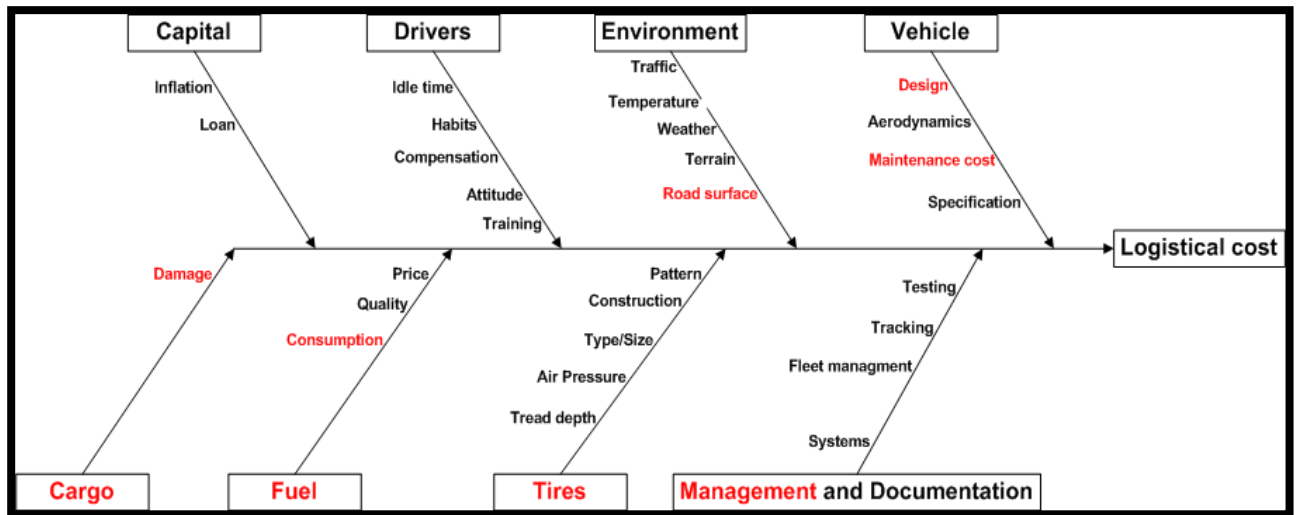 Capital
Drivers
Environment
Vehicle
Inflation
Loan
Idle time
Habits
Compensation
Attitude
Training
Traffic
Temperature
Weather
Terrain
Road surface
Design
Aerodynamics
Maintenance cost
Specification
Logistical cost
Damage
Price
Quality
Consumption
Pattern
Construction
Type/Size
Air Pressure
Tread depth
Testing
Tracking
Fleet managment
Systems
Cargo
Fuel
Tires
Management and Documentation